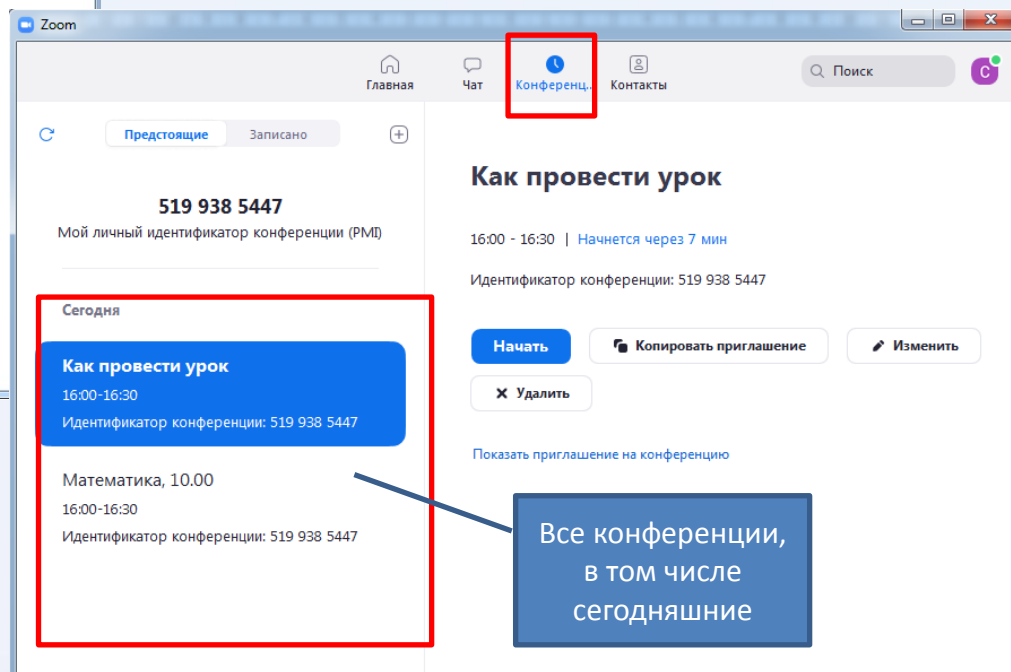 Zoom
Главная
Чат
Конференц..
Контакты
Поиск
C
Предстоящие
Записано
519 938 5447
Мой личный идентификатор конференции (PMI)
Сегодня
Как провести урок
16:00-16:30
Идентификатор конференции: 519 938 5447
Математика, 10.00
16:00-16:30
Идентификатор конференции: 519 938 5447
Как провести урок
16:00 - 16:30 | Начнется через 7 мин
Идентификатор конференции: 519 938 5447
Начать
Копировать приглашение
Изменить
Удалить
Показать приглашение на конференцию
Все конференции,
в том числе
сегодняшние